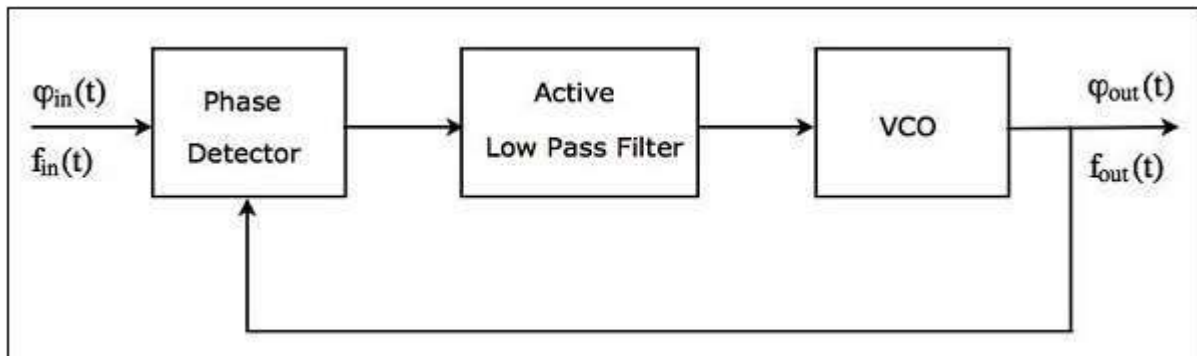 φin(t)
fin(t)
Phase
Detector
Active
Low Pass Filter
VCO
φout(t)
fout(t)